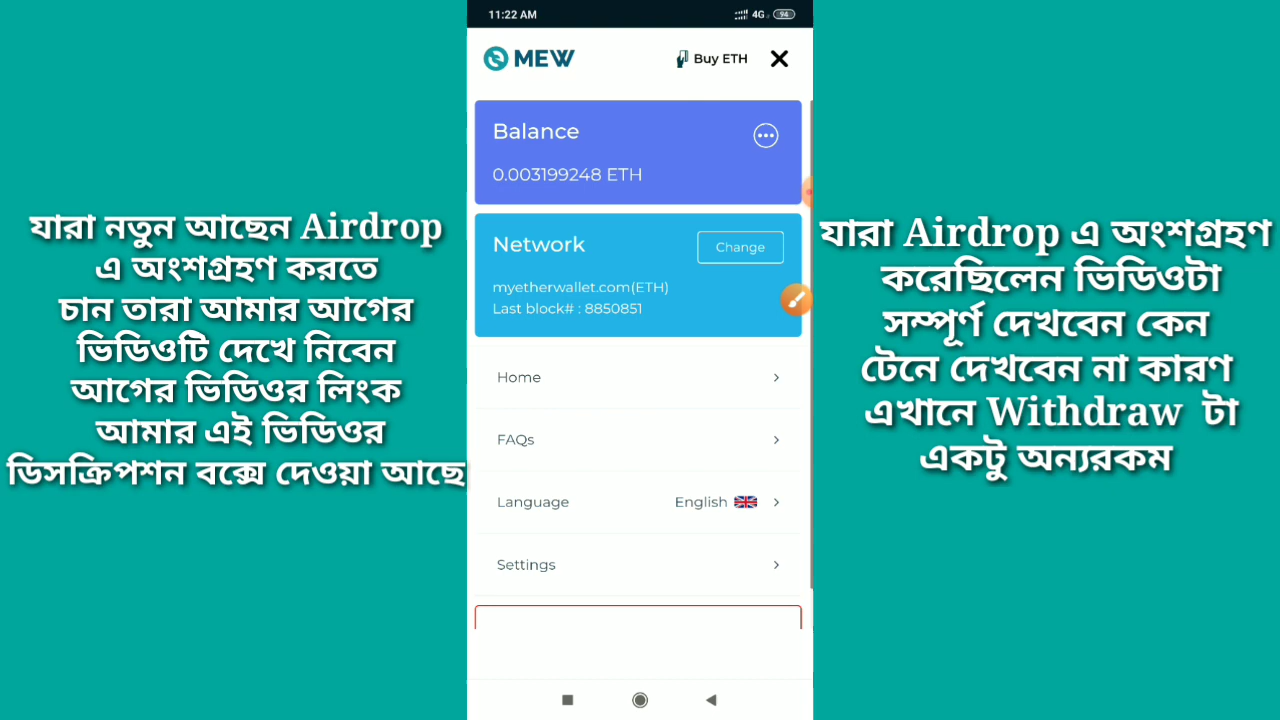 যারা নতুন আছেন Airdrop
এ অংশগ্রহণ করতে
চান তারা আমার আগের
ভিডিওটি দেখে নিবেন
আগের ভিডিওর লিংক
আমার এই ভিডিওর
ডিসক্রিপশন বক্সে দেওয়া আছে
11:22 AM
4G
94
MEW
Buy ETH
Balance
0.003199248 ETH
Network
Change
myetherwallet.com(ETH)
Last block# : 8850851
Home
FAQs
Language English
Settings
যারা Airdrop এ অংশগ্রহণ
করেছিলেন ভিডিওটা
সম্পূর্ণ দেখবেন কেন
টেনে দেখবেন না কারণ
এখানে Withdraw টা
একটু অন্যরকম